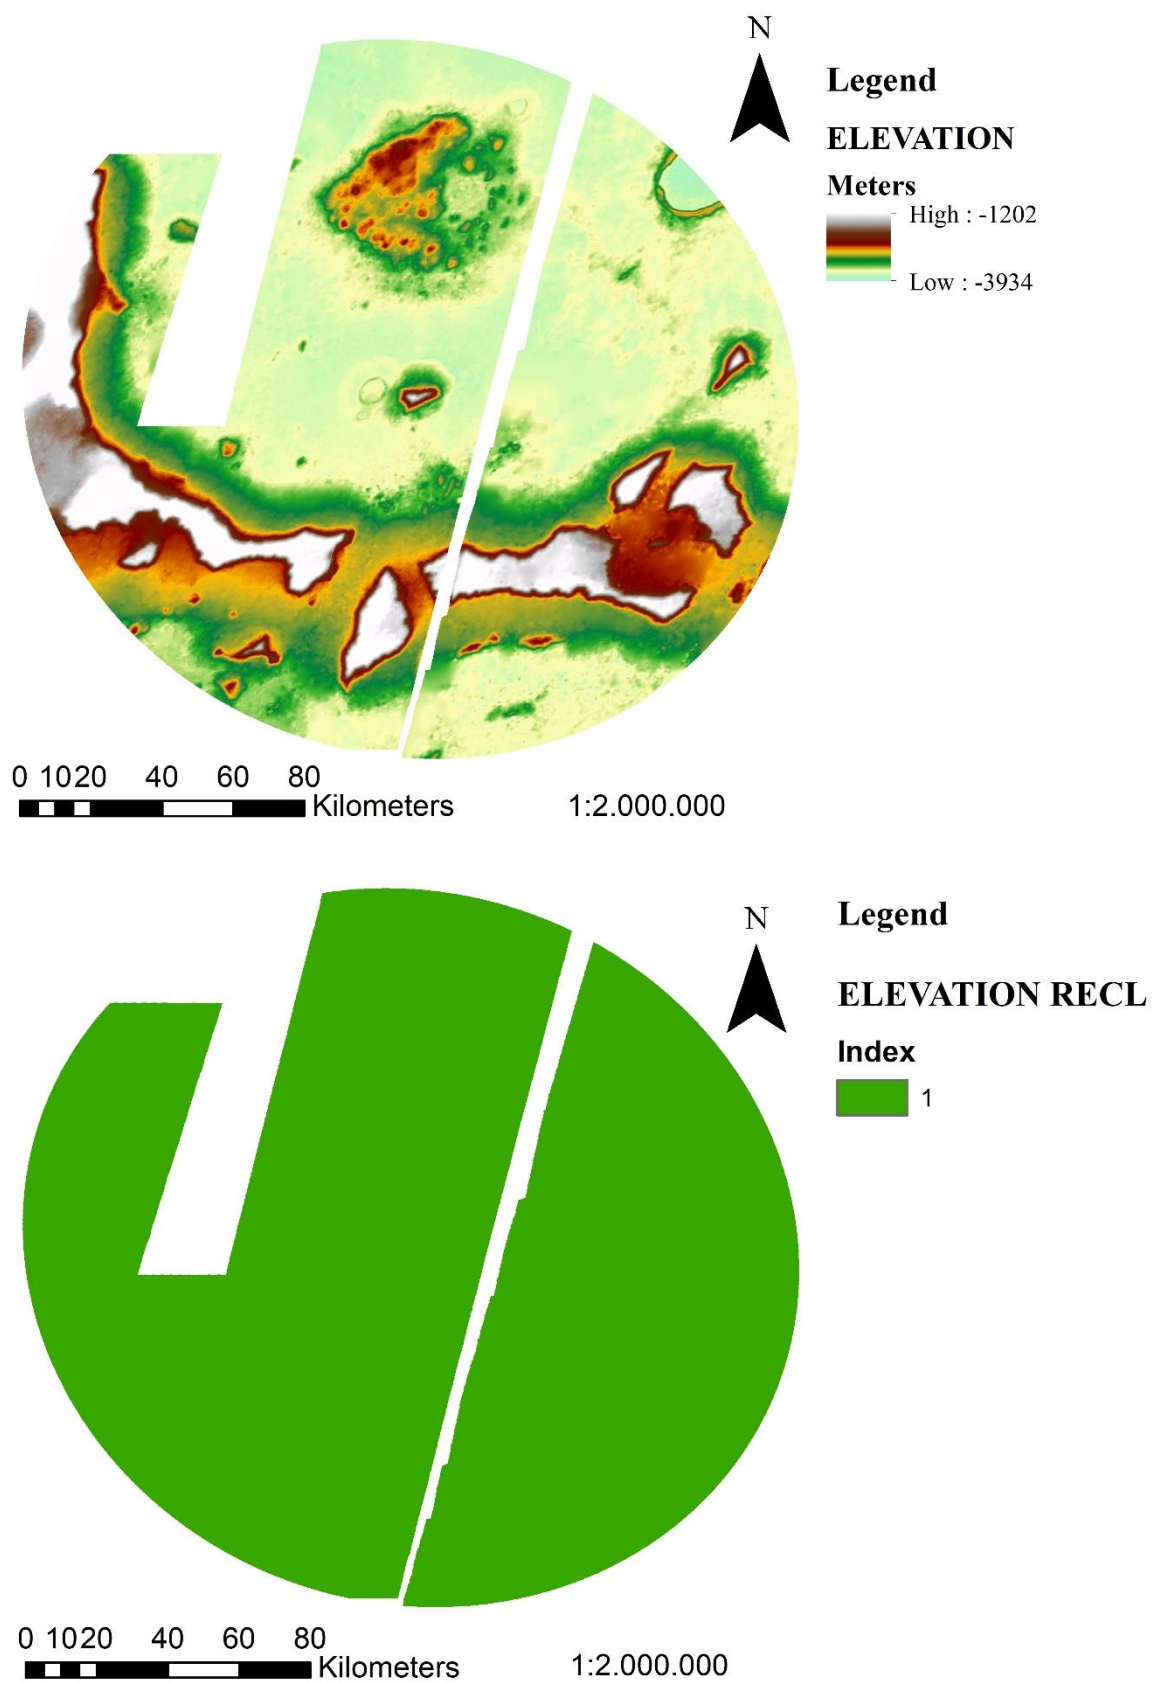 N
Legend
ELEVATION
Meters
High : -1202
Low : -3934
0 10 20 40 60 80
Kilometers
1:2.000.000
N
Legend
ELEVATION RECL
Index
1
0 10 20 40 60 80
Kilometers
1:2.000.000